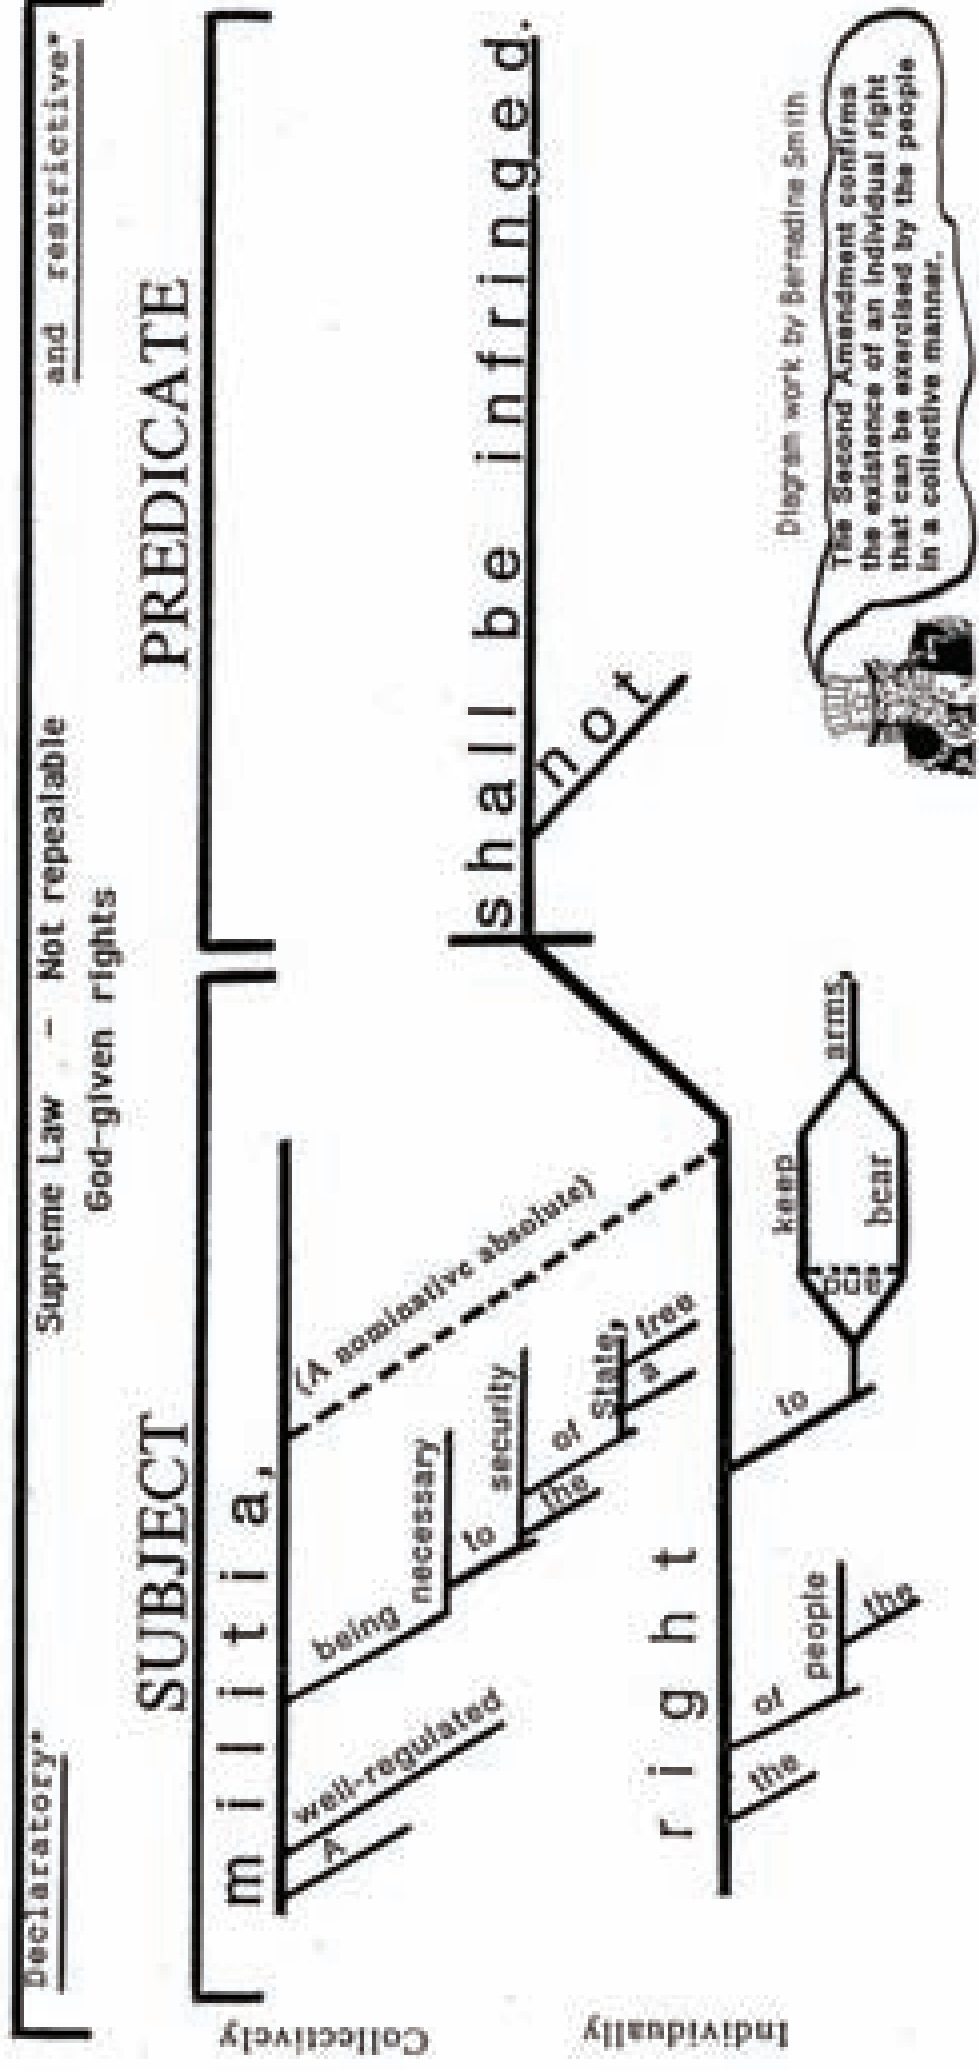 Declaratory" and restrictive"
Supreme Law - Not repealable
God-given rights
SUBJECT PREDICATE
Collectively
militia,
A
well-regulated
being
necessary
to
the
security
of
State,
a
free
(A nominative absolute)
Individually
right
the
of
people
the
to
keep
and
bear
arms,
shall be infringed.
not
Diagram work by Bernadine Smith
The Second Amendment confirms
the existence of an individual right
that can be exercised by the people
in a collective manner.